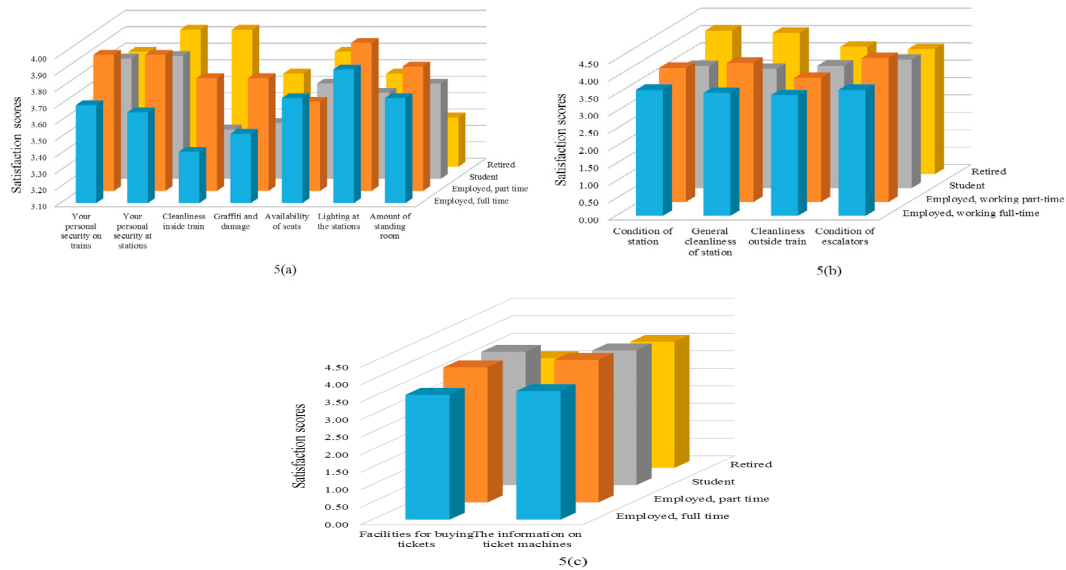 4.00
3.90
3.80
3.70
3.60
3.50
3.40
3.30
3.20
3.10
Satisfaction scores
Your
personal
security on
trains
Your
personal
security at
stations
Cleanliness
inside train
Graffiti and
damage
Availability
of seats
Lighting at
the stations
Amount of
standing
room
Retired
Student
Employed, part time
Employed, full time
5(a)
4.50
4.00
3.50
3.00
2.50
2.00
1.50
1.00
0.50
0.00
Satisfaction scores
Condition of
station
General
cleanliness
of station
Cleanliness
outside train
Condition of
escalators
Retired
Student
Employed, working part-time
Employed, working full-time
5(b)
4.50
4.00
3.50
3.00
2.50
2.00
1.50
1.00
0.50
0.00
Satisfaction scores
Facilities for buying
tickets
The information on
ticket machines
Retired
Student
Employed, part time
Employed, full time
5(c)